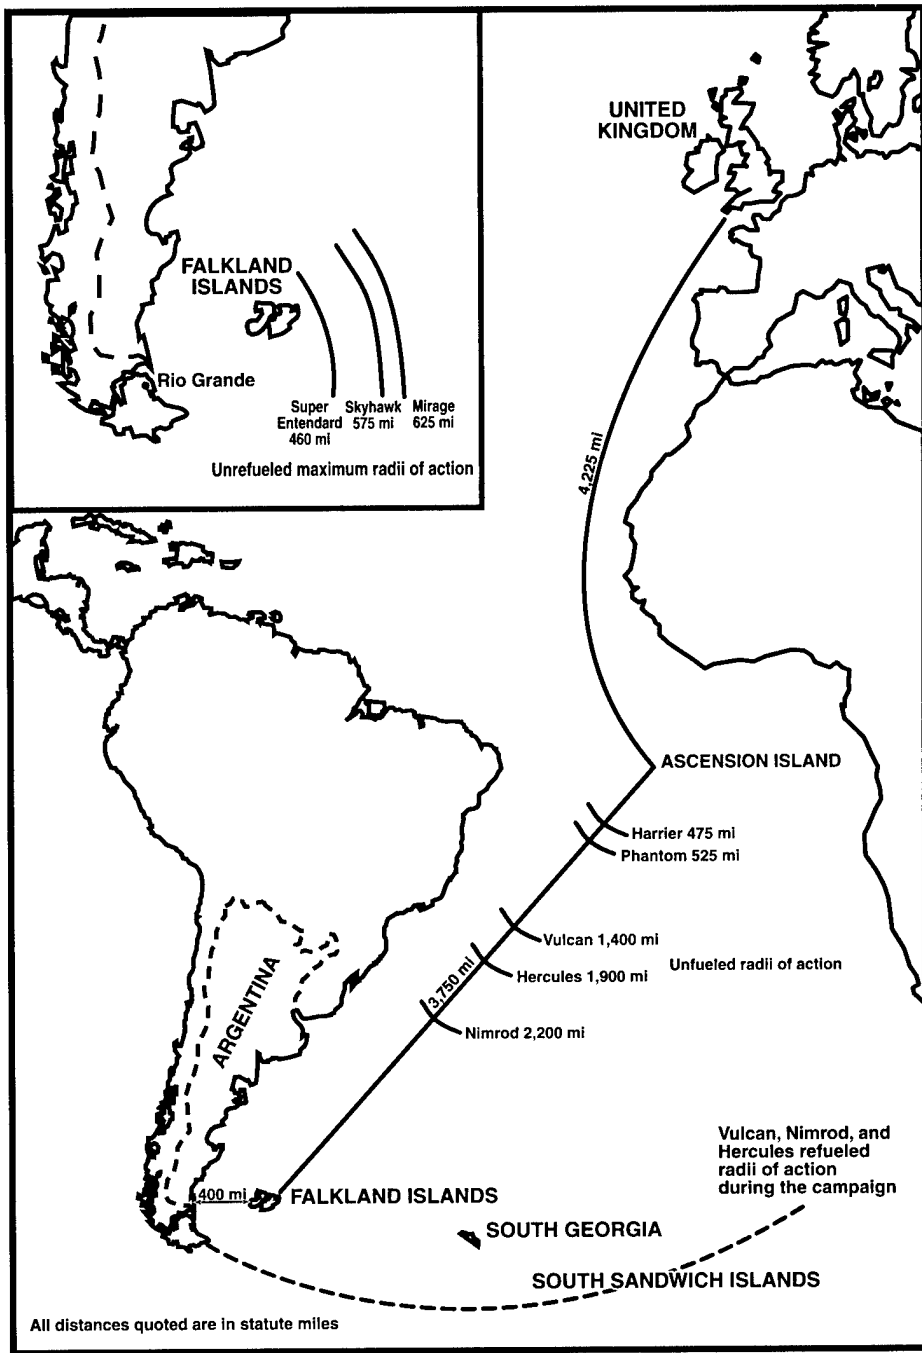 UNITED
KINGDOM
FALKLAND
ISLANDS
Rio Grande
Super
Entendard
460 mi
Skyhawk
575 mi
Mirage
625 mi
Unrefueled maximum radii of action
4,225 mi
ASCENSION ISLAND
Harrier 475 mi
Phantom 525 mi
Vulcan 1,400 mi
Unfueled radii of action
Hercules 1,900 mi
3,750 mi
Nimrod 2,200 mi
ARGENTINA
Vulcan, Nimrod, and
Hercules refueled
radii of action
during the campaign
400 mi
FALKLAND ISLANDS
SOUTH GEORGIA
SOUTH SANDWICH ISLANDS
All distances quoted are in statute miles